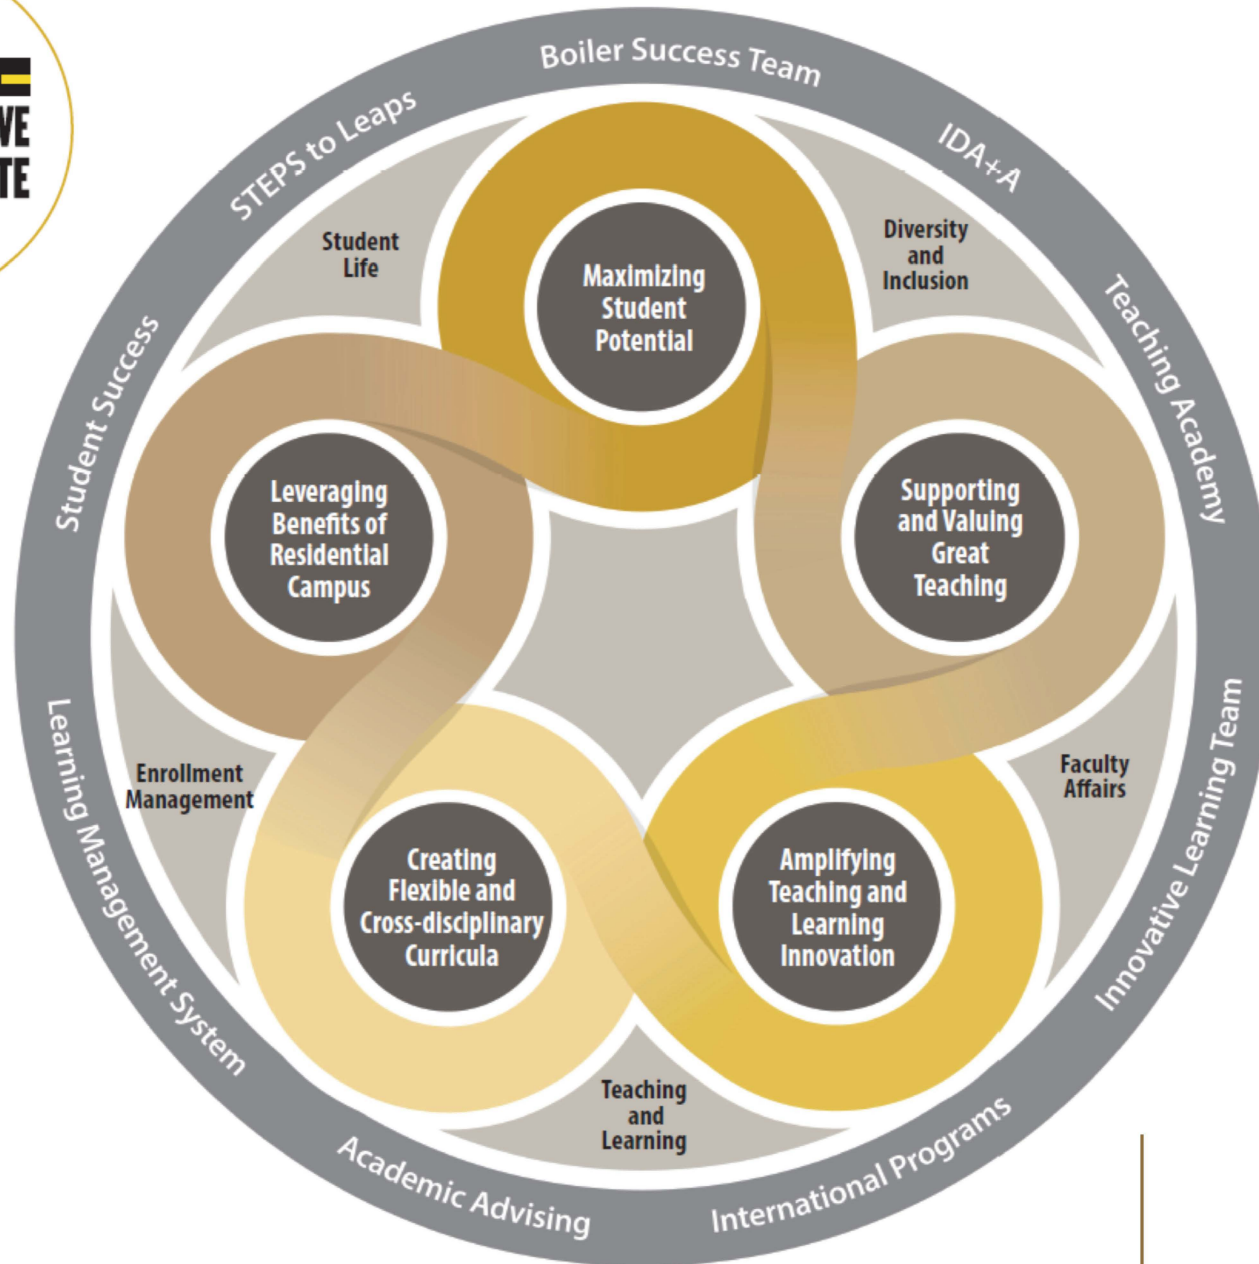 Boiler Success Team
IDA+A
Teaching Academy
Innovative Learning Team
International Programs
Academic Advising
Learning Management System
Student Success
STEPS to Leaps
Student
Life
Diversity
and
Inclusion
Maximizing
Student
Potential
Leveraging
Benefits of
Residential
Campus
Supporting
and Valuing
Great
Teaching
Enrollment
Management
Faculty
Affairs
Creating
Flexible and
Cross-disciplinary
Curricula
Amplifying
Teaching and
Learning
Innovation
Teaching
and
Learning